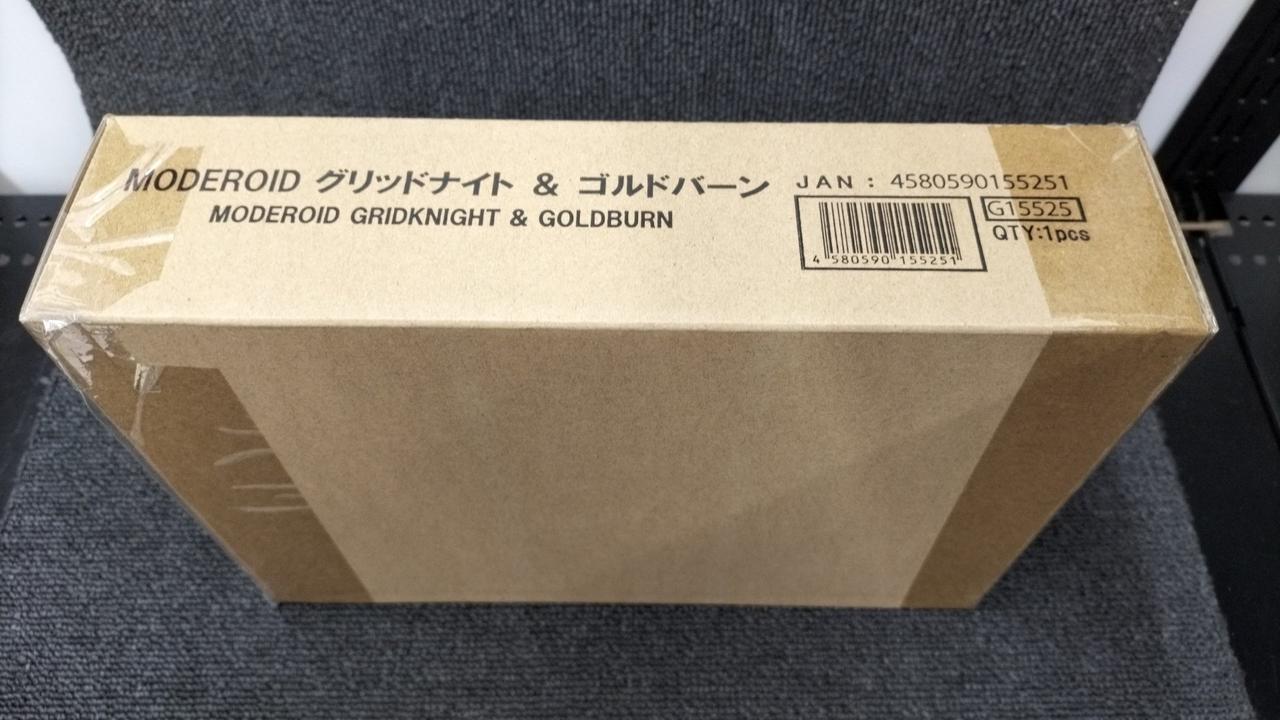 MODEROID グリッドナイト & ゴルドバーン
MODEROID GRIDKNIGHT & GOLDBURN
JAN : 4580590155251
G15525
QTY:1pcs
4 580590 155251